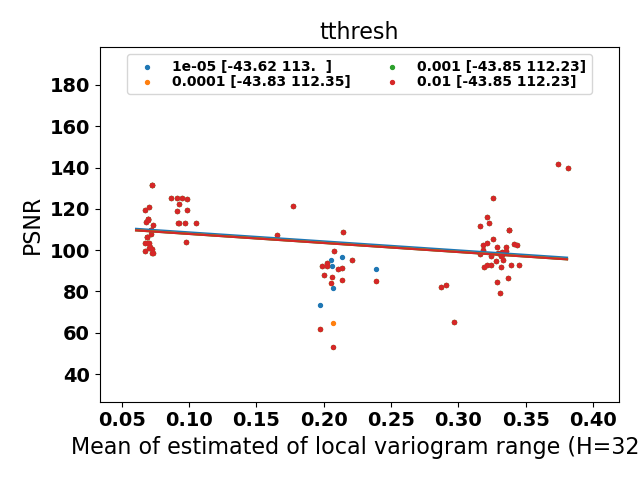 tthresh
1e-05 [-43.62 113.  ]
0.0001 [-43.83 112.35]
0.001 [-43.85 112.23]
0.01 [-43.85 112.23]
PSNR
180
160
140
120
100
80
60
40
0.05 0.10 0.15 0.20 0.25 0.30 0.35 0.40
Mean of estimated of local variogram range (H=32